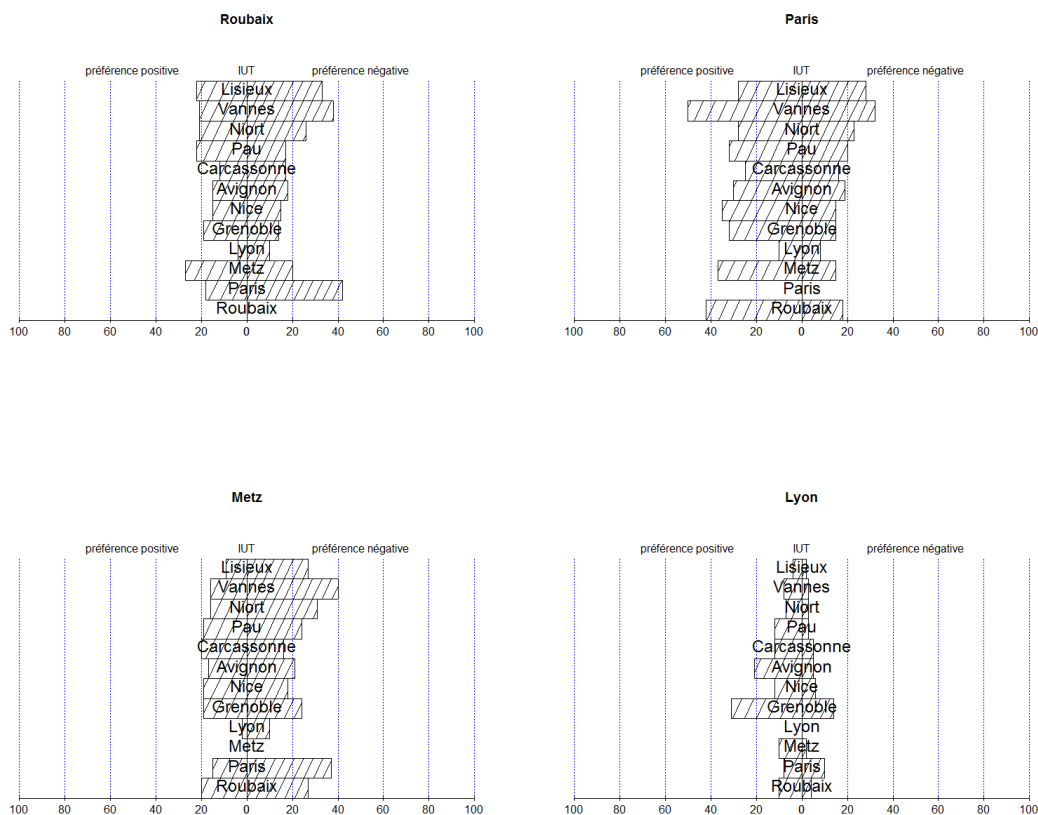 Roubaix
préférence positive IUT préférence négative
Lisieux
Vannes
Niort
Pau
Carcassonne
Avignon
Nice
Grenoble
Lyon
Metz
Paris
Roubaix
100 80 60 40 20 0 20 40 60 80 100
Paris
préférence positive IUT préférence négative
Lisieux
Vannes
Niort
Pau
Carcassonne
Avignon
Nice
Grenoble
Lyon
Metz
Paris
Roubaix
100 80 60 40 20 0 20 40 60 80 100
Metz
préférence positive IUT préférence négative
Lisieux
Vannes
Niort
Pau
Carcassonne
Avignon
Nice
Grenoble
Lyon
Metz
Paris
Roubaix
100 80 60 40 20 0 20 40 60 80 100
Lyon
préférence positive IUT préférence négative
Lisieux
Vannes
Niort
Pau
Carcassonne
Avignon
Nice
Grenoble
Lyon
Metz
Paris
Roubaix
100 80 60 40 20 0 20 40 60 80 100